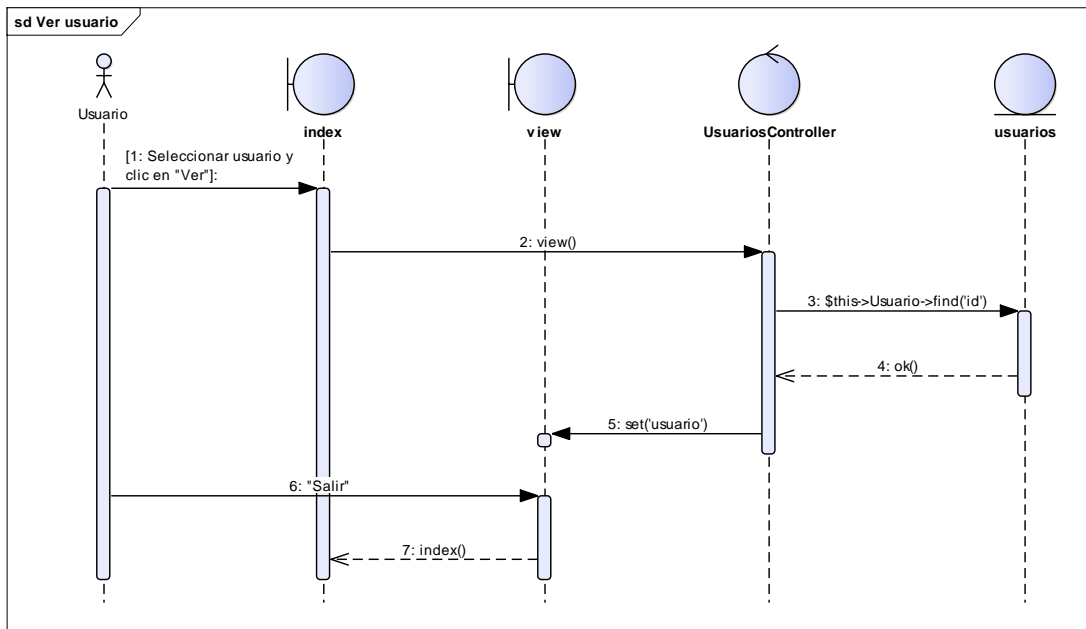 sd Ver usuario
Usuario
index
view
UsuariosController
usuarios
[1: Seleccionar usuario y
clic en "Ver"]:
2: view()
3: $this->Usuario->find('id')
4: ok()
5: set('usuario')
6: "Salir"
7: index()